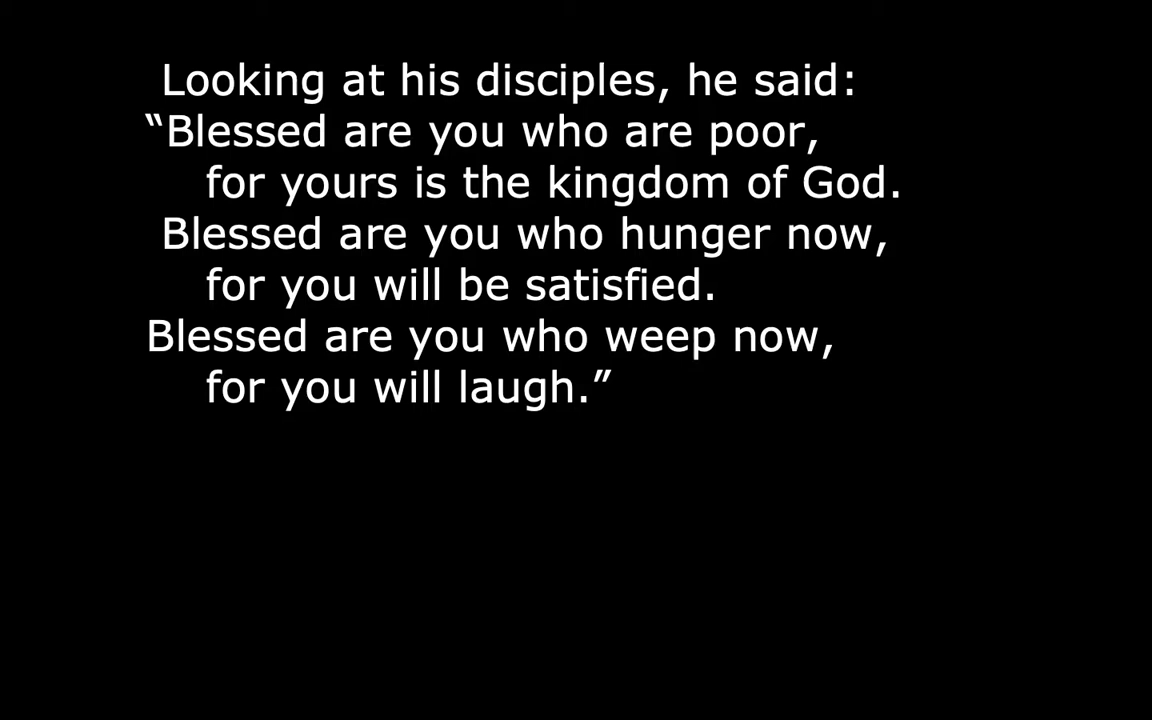 Looking at his disciples, he said:
“Blessed are you who are poor,
for yours is the kingdom of God.
Blessed are you who hunger now,
for you will be satisfied.
Blessed are you who weep now,
for you will laugh.”